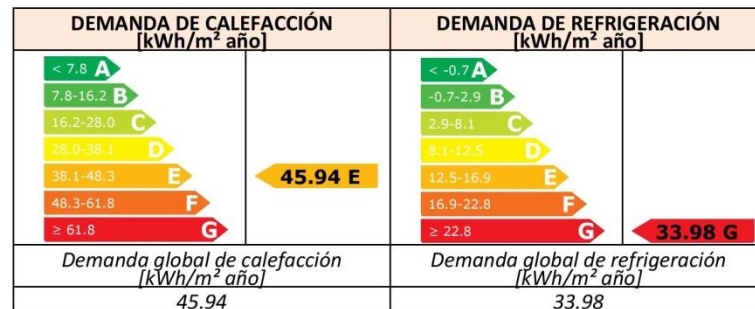 DEMANDA DE CALEFACCIÓN
[kWh/m² año]
< 7.8 A
7.8-16.2 B
16.2-28.0 C
28.0-38.1 D
38.1-48.3 E
48.3-61.8 F
≥ 61.8 G
45.94 E
Demanda global de calefacción
[kWh/m² año]
45.94
DEMANDA DE REFRIGERACIÓN
[kWh/m² año]
< -0.7 A
-0.7-2.9 B
2.9-8.1 C
8.1-12.5 D
12.5-16.9 E
16.9-22.8 F
≥ 22.8 G
33.98 G
Demanda global de refrigeración
[kWh/m² año]
33.98